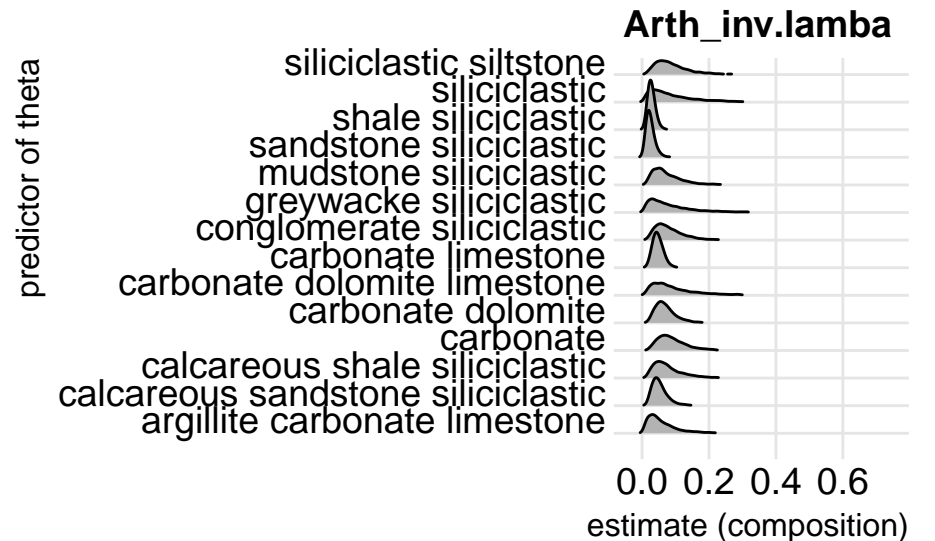 Arth_inv.lamba
predictor of theta
siliciclastic siltstone
siliciclastic
shale siliciclastic
sandstone siliciclastic
mudstone siliciclastic
greywacke siliciclastic
conglomerate siliciclastic
carbonate limestone
carbonate dolomite limestone
carbonate dolomite
carbonate
calcareous shale siliciclastic
calcareous sandstone siliciclastic
argillite carbonate limestone
0.0 0.2 0.4 0.6
estimate (composition)